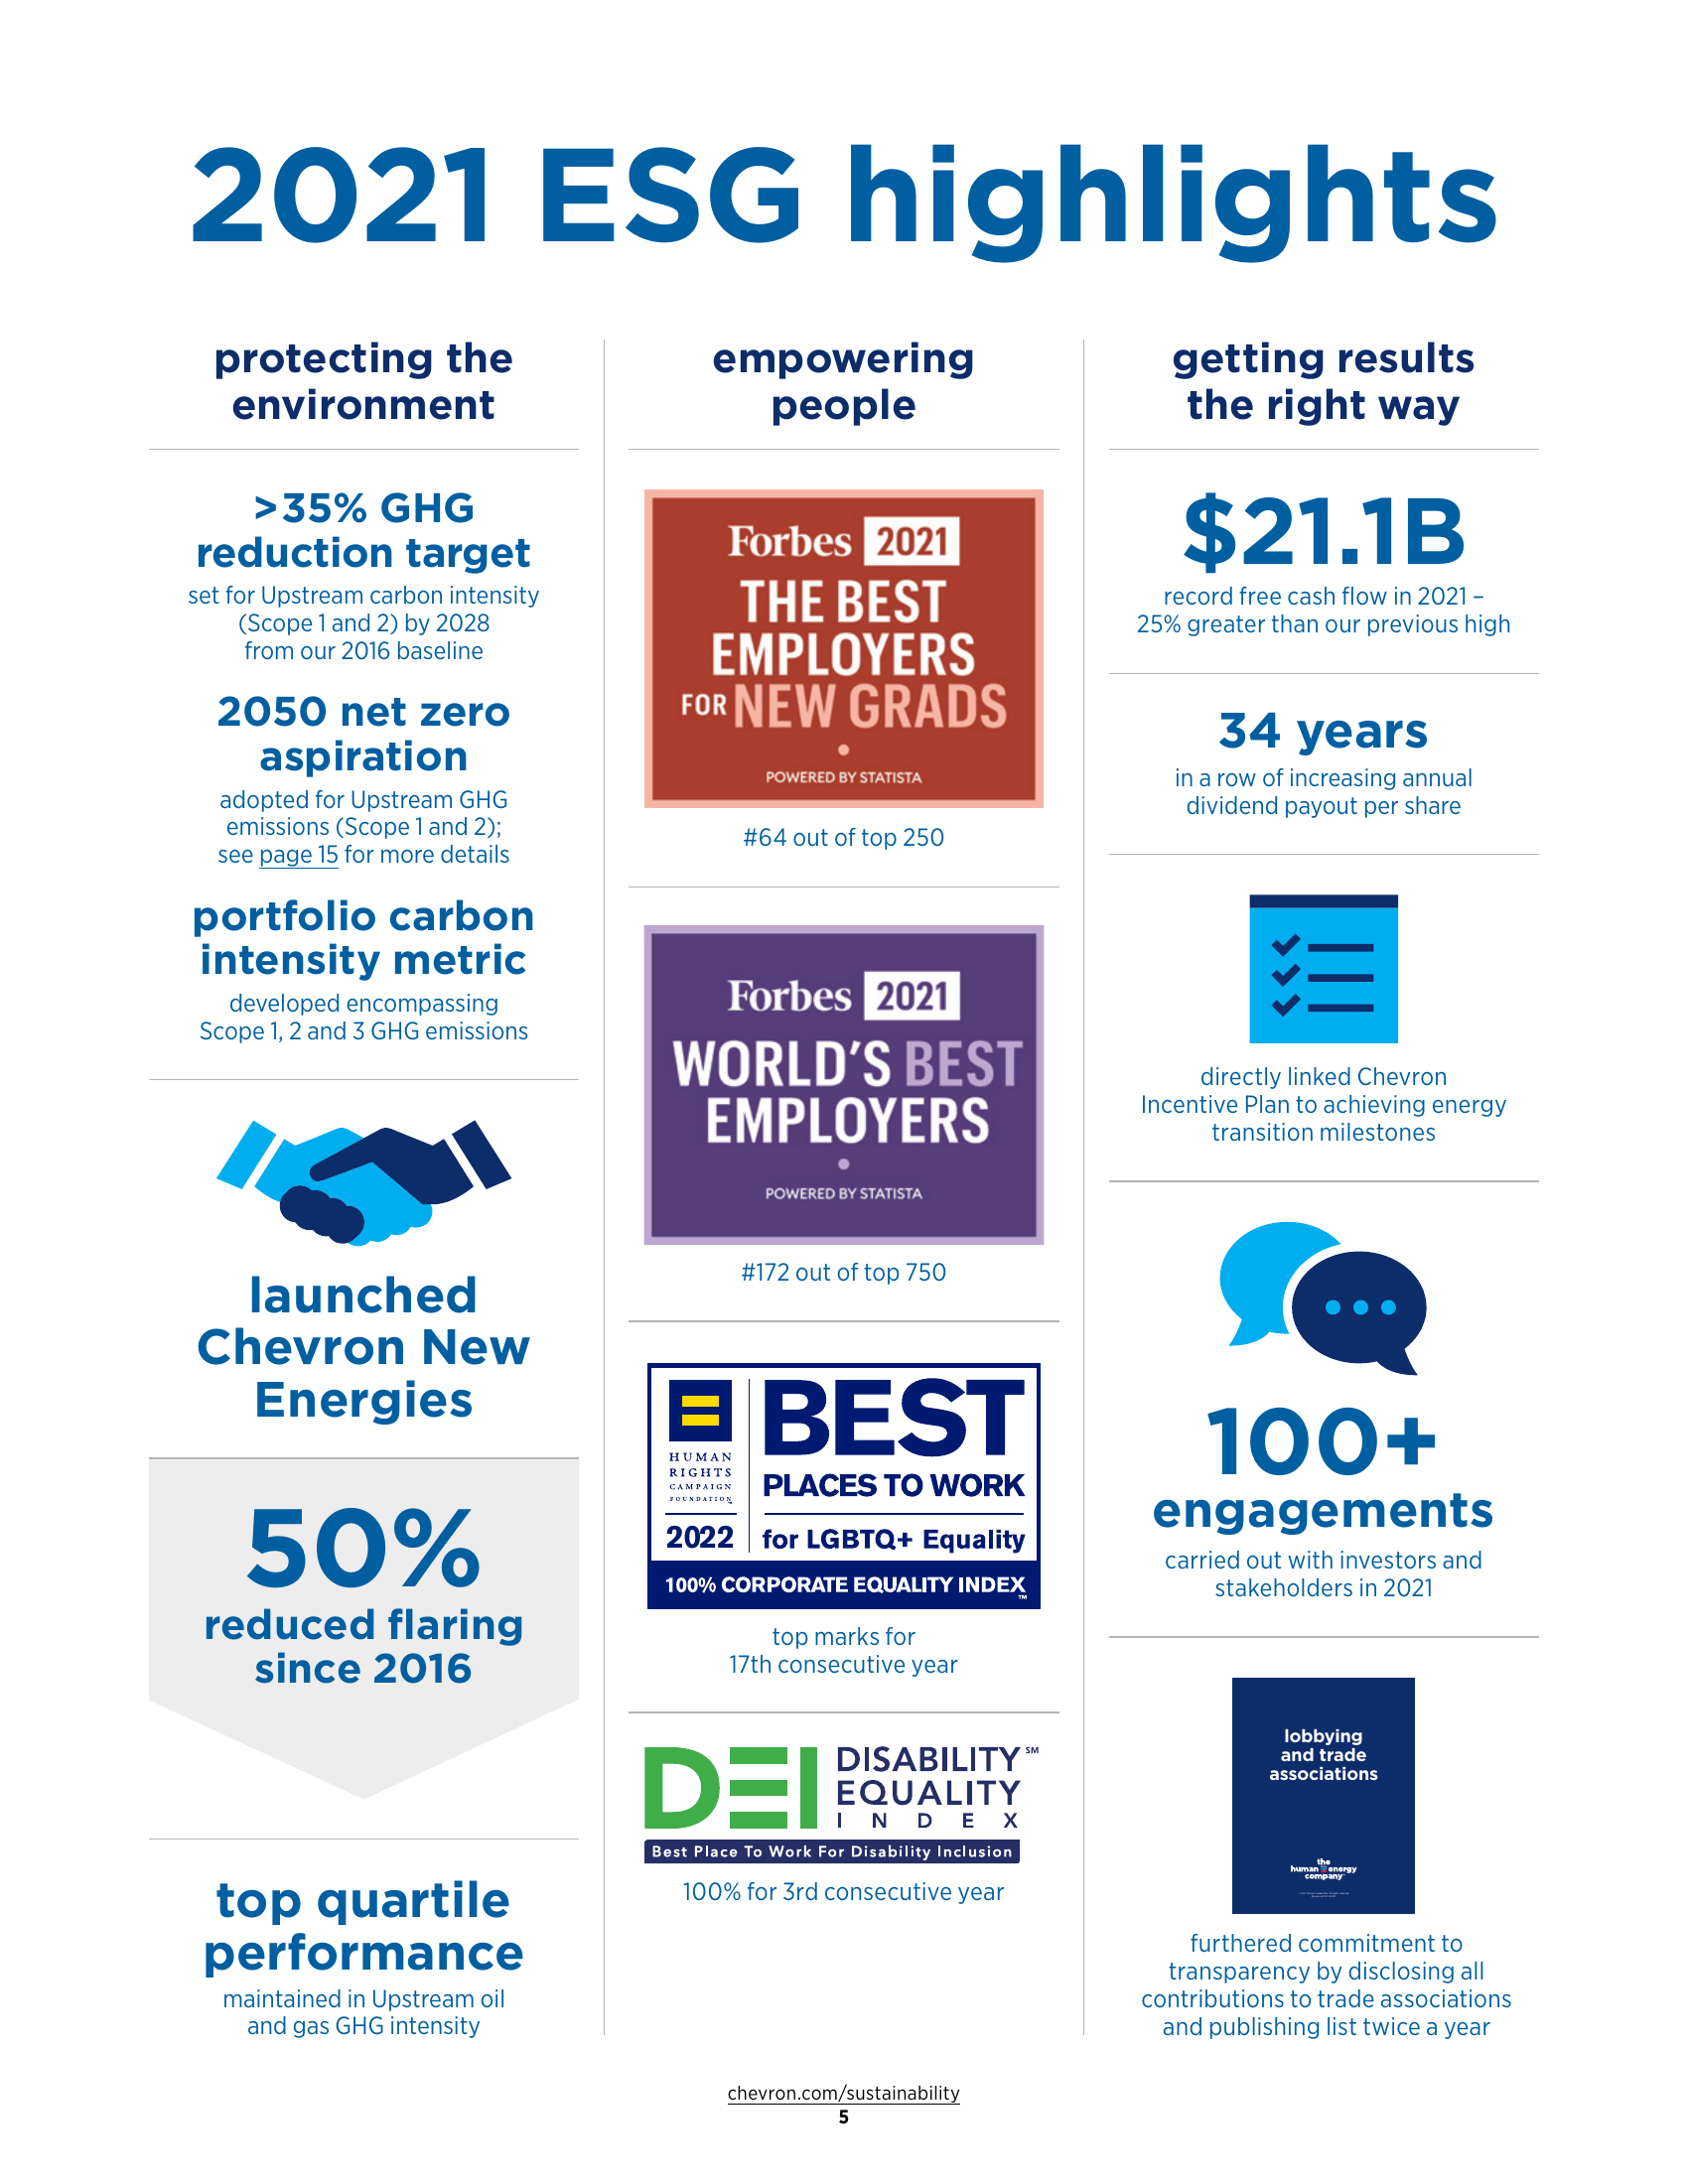 2021 ESG highlights
protecting the
environment
>35% GHG
reduction target
set for Upstream carbon intensity
(Scope 1 and 2) by 2028
from our 2016 baseline
2050 net zero
aspiration
adopted for Upstream GHG
emissions (Scope 1 and 2);
see page 15 for more details
portfolio carbon
intensity metric
developed encompassing
Scope 1, 2 and 3 GHG emissions
launched
Chevron New
Energies
50%
reduced flaring
since 2016
top quartile
performance
maintained in Upstream oil
and gas GHG intensity
empowering
people
Forbes 2021
THE BEST
EMPLOYERS
FOR NEW GRADS
POWERED BY STATISTA
#64 out of top 250
Forbes 2021
WORLD'S BEST
EMPLOYERS
POWERED BY STATISTA
#172 out of top 750
HUMAN
RIGHTS
CAMPAIGN
FOUNDATION
2022
BEST
PLACES TO WORK
for LGBTQ+ Equality
100% CORPORATE EQUALITY INDEX™
top marks for
17th consecutive year
DEI
DISABILITY℠
EQUALITY
INDEX
Best Place To Work For Disability Inclusion
100% for 3rd consecutive year
getting results
the right way
$21.1B
record free cash flow in 2021 –
25% greater than our previous high
34 years
in a row of increasing annual
dividend payout per share
directly linked Chevron
Incentive Plan to achieving energy
transition milestones
100+
engagements
carried out with investors and
stakeholders in 2021
lobbying
and trade
associations
the
human energy
company
furthered commitment to
transparency by disclosing all
contributions to trade associations
and publishing list twice a year
chevron.com/sustainability
5